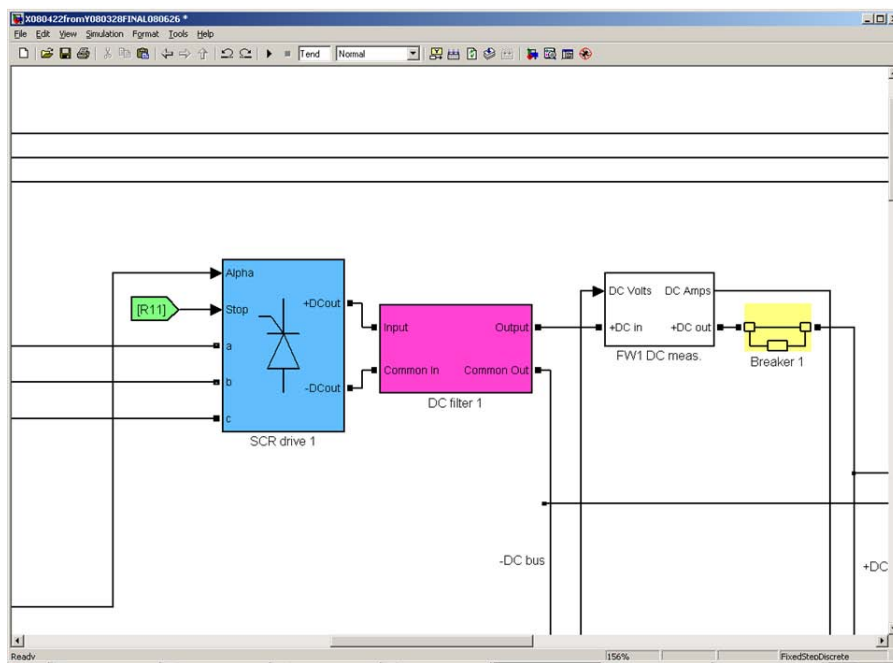 X080422fromY080328FINAL080626 *
File Edit View Simulation Format Tools Help
Tend Normal
Alpha
[R11]
Stop
+DCout
a
b
-DCout
c
SCR drive 1
Input Output
Common In Common Out
DC filter 1
DC Volts DC Amps
+DC in +DC out
FW1 DC meas.
Breaker 1
-DC bus
+DC
Ready 156% FixedStepDiscrete